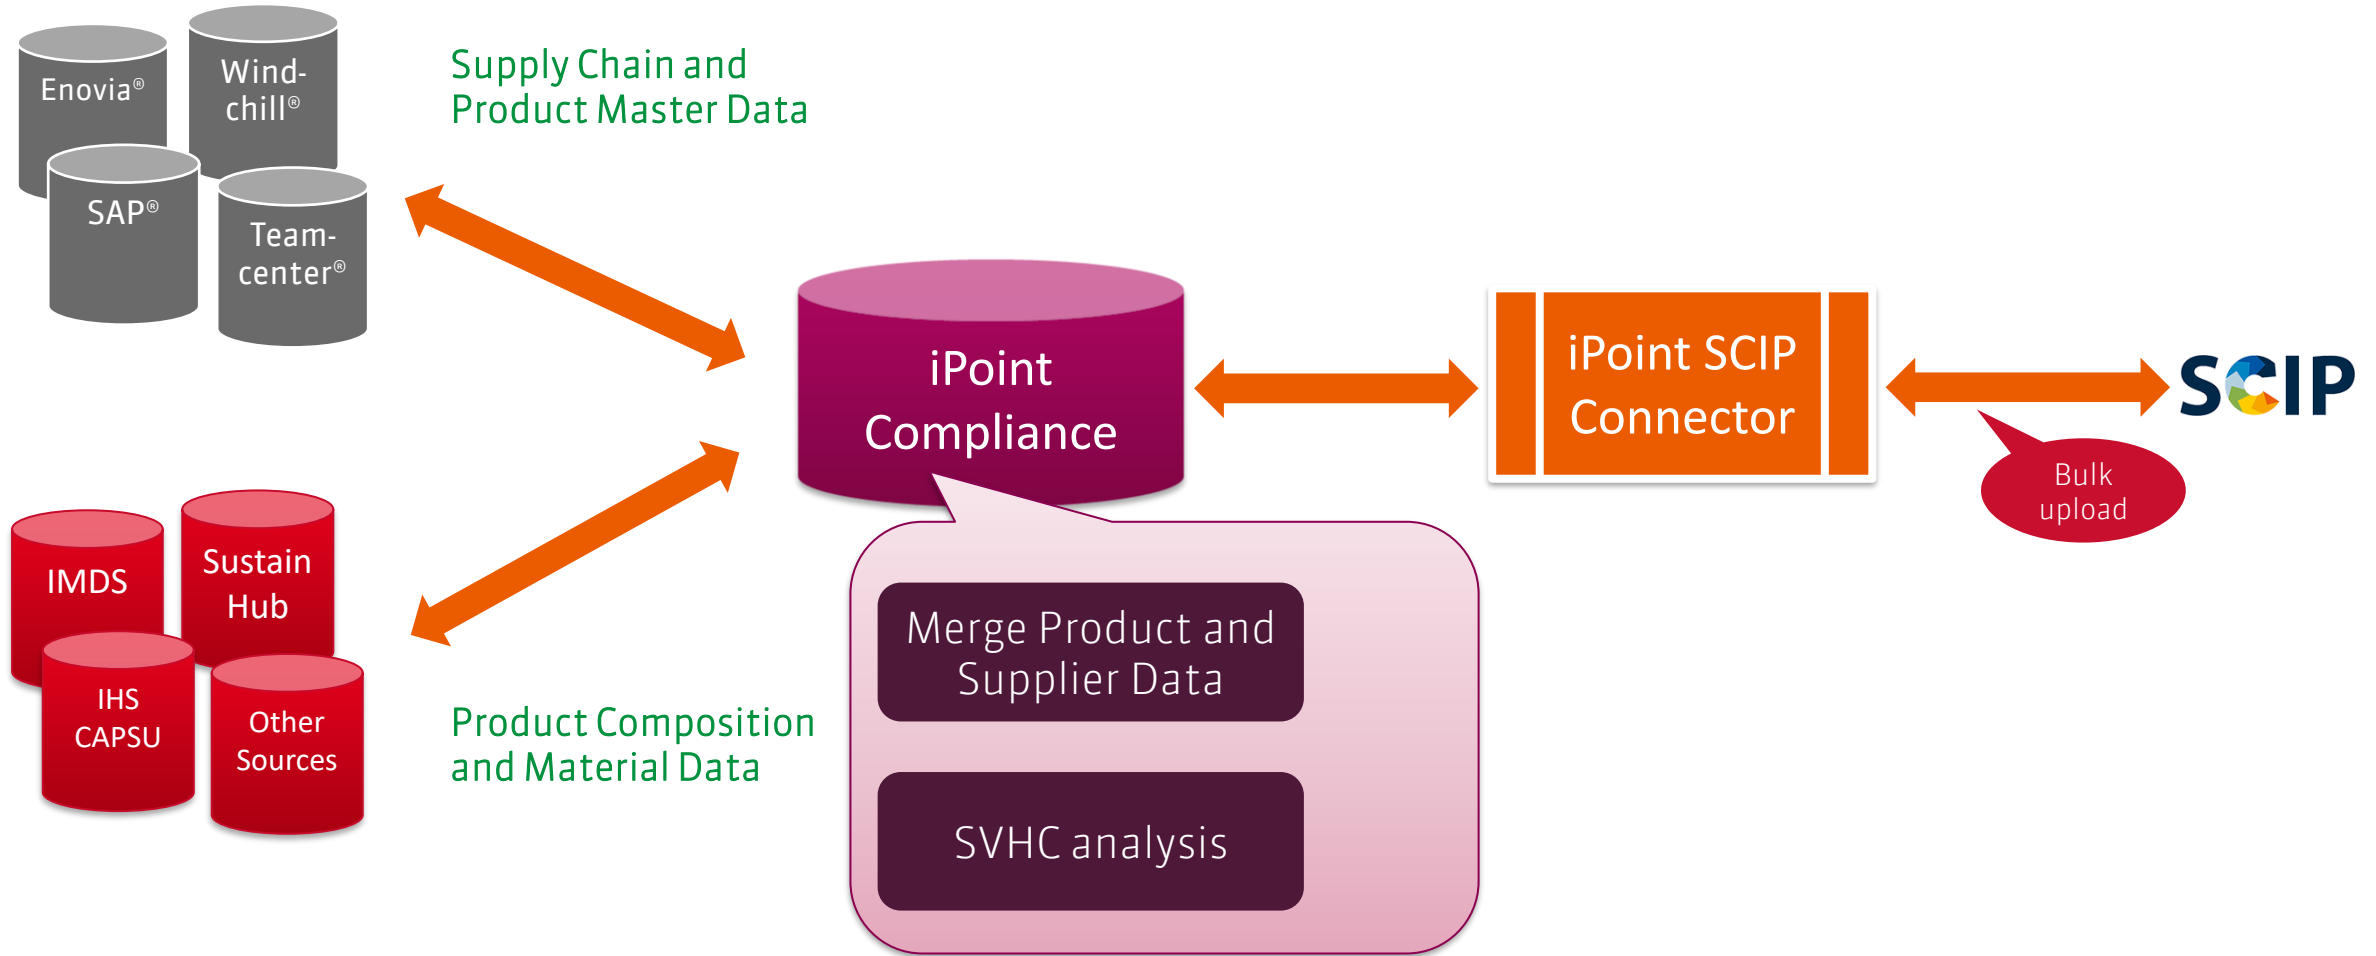 Enovia®
Wind-
chill®
SAP®
Team-
center®
Supply Chain and
Product Master Data
iPoint
Compliance
iPoint SCIP
Connector
SCIP
Bulk
upload
IMDS
Sustain
Hub
IHS
CAPSU
Other
Sources
Product Composition
and Material Data
Merge Product and
Supplier Data
SVHC analysis